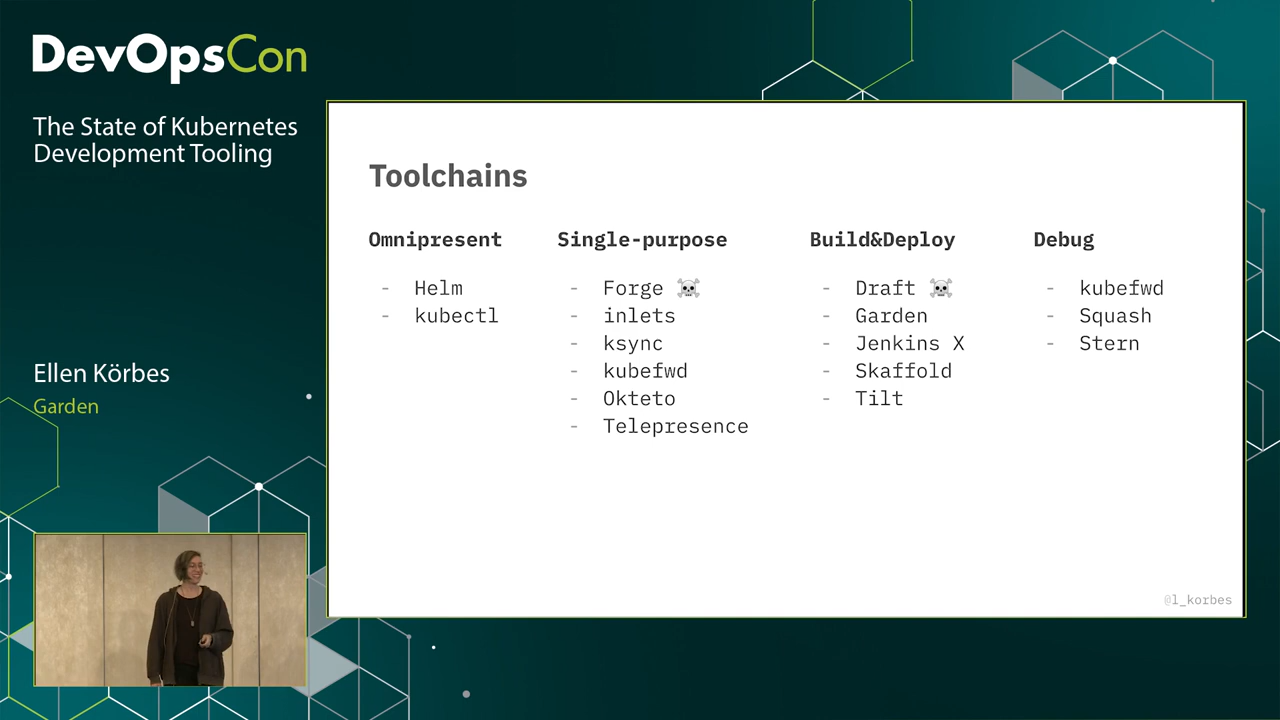 DevOpsCon
The State of Kubernetes
Development Tooling
Ellen Körbes
Garden
Toolchains
Omnipresent
- Helm
- kubectl
Single-purpose
- Forge ☠️
- inlets
- ksync
- kubefwd
- Okteto
- Telepresence
Build&Deploy
- Draft ☠️
- Garden
- Jenkins X
- Skaffold
- Tilt
Debug
- kubefwd
- Squash
- Stern
@l_korbes